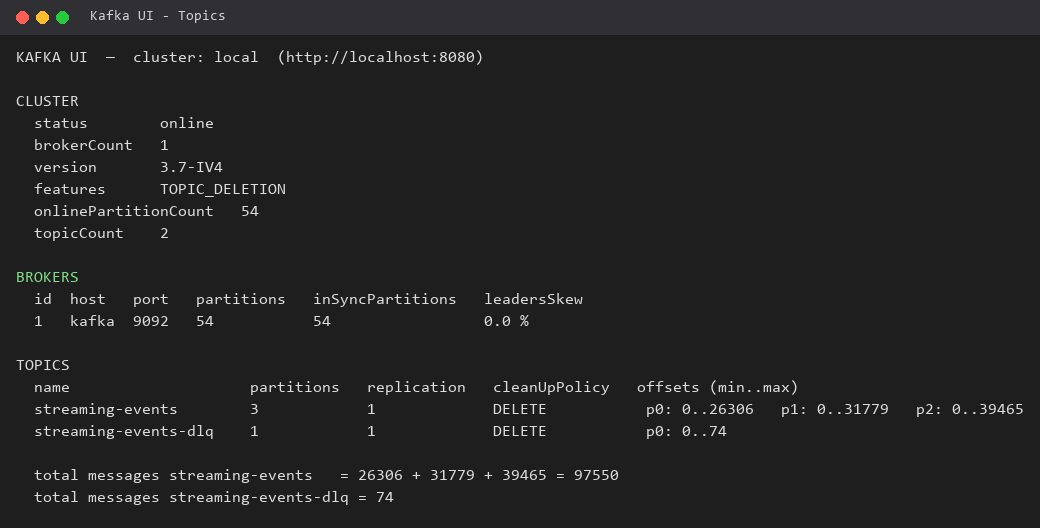 Kafka UI - Topics
KAFKA UI — cluster: local (http://localhost:8080)
CLUSTER
status online
brokerCount 1
version 3.7-IV4
features TOPIC_DELETION
onlinePartitionCount 54
topicCount 2
BROKERS
id host port partitions inSyncPartitions leadersSkew
1 kafka 9092 54 54 0.0 %
TOPICS
name partitions replication cleanUpPolicy offsets (min..max)
streaming-events 3 1 DELETE p0: 0..26306 p1: 0..31779 p2: 0..39465
streaming-events-dlq 1 1 DELETE p0: 0..74
total messages streaming-events = 26306 + 31779 + 39465 = 97550
total messages streaming-events-dlq = 74